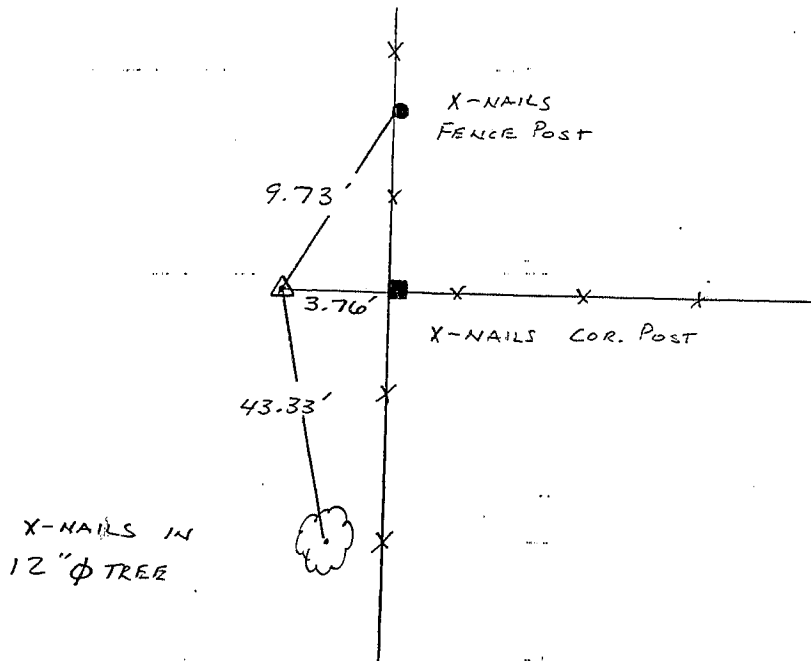 X-NAILS
FENCE POST
9.73'
3.76'
X-NAILS COR. POST
43.33'
X-NAILS IN
12"Φ TREE